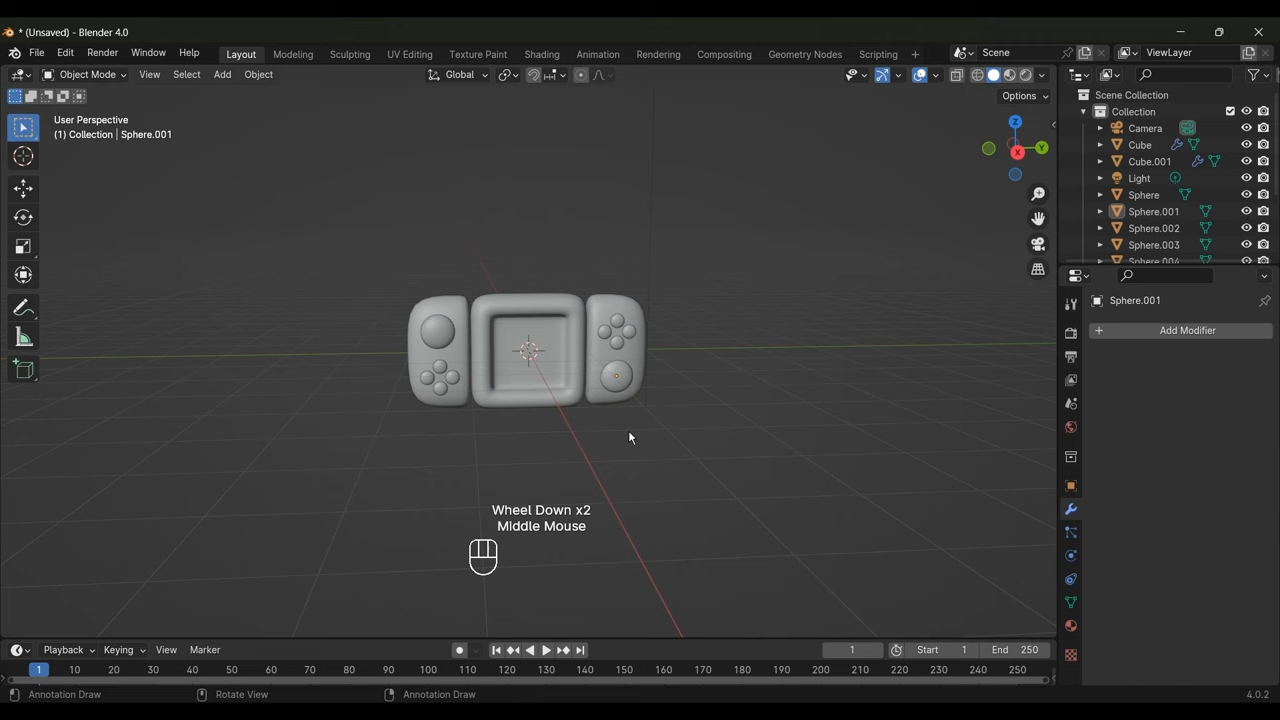 * (Unsaved) - Blender 4.0
File Edit Render Window Help Layout Modeling Sculpting UV Editing Texture Paint Shading Animation Rendering Compositing Geometry Nodes Scripting + Scene ViewLayer
Object Mode View Select Add Object Global
Options
User Perspective
(1) Collection | Sphere.001
Z
Y
X
Scene Collection
Collection
Camera
Cube
Cube.001
Light
Sphere
Sphere.001
Sphere.002
Sphere.003
Sphere.004
Sphere.001
+ Add Modifier
Wheel Down x2
Middle Mouse
Playback Keying View Marker 1 Start 1 End 250
1 10 20 30 40 50 60 70 80 90 100 110 120 130 140 150 160 170 180 190 200 210 220 230 240 250
Annotation Draw Rotate View Annotation Draw 4.0.2